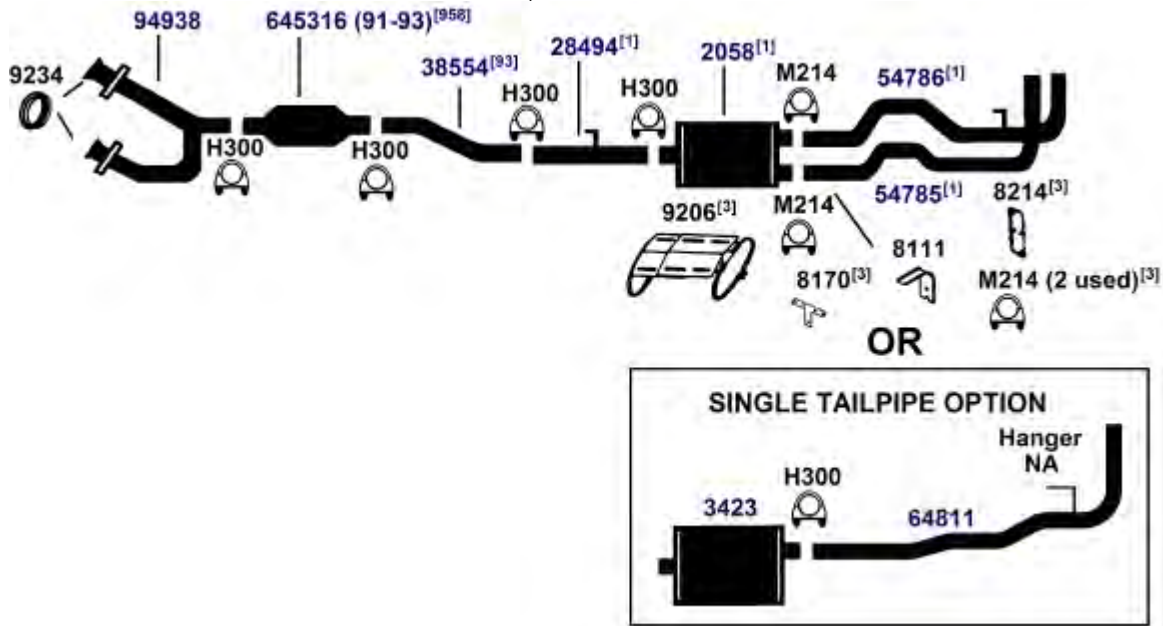 94938
645316 (91-93)[958]
9234
38554[93]
28494[1]
2058[1]
M214
54786[1]
H300
H300
H300
H300
54785[1]
8214[3]
9206[3]
M214
8111
8170[3]
M214 (2 used)[3]
OR
SINGLE TAILPIPE OPTION
Hanger
NA
H300
3423
64811